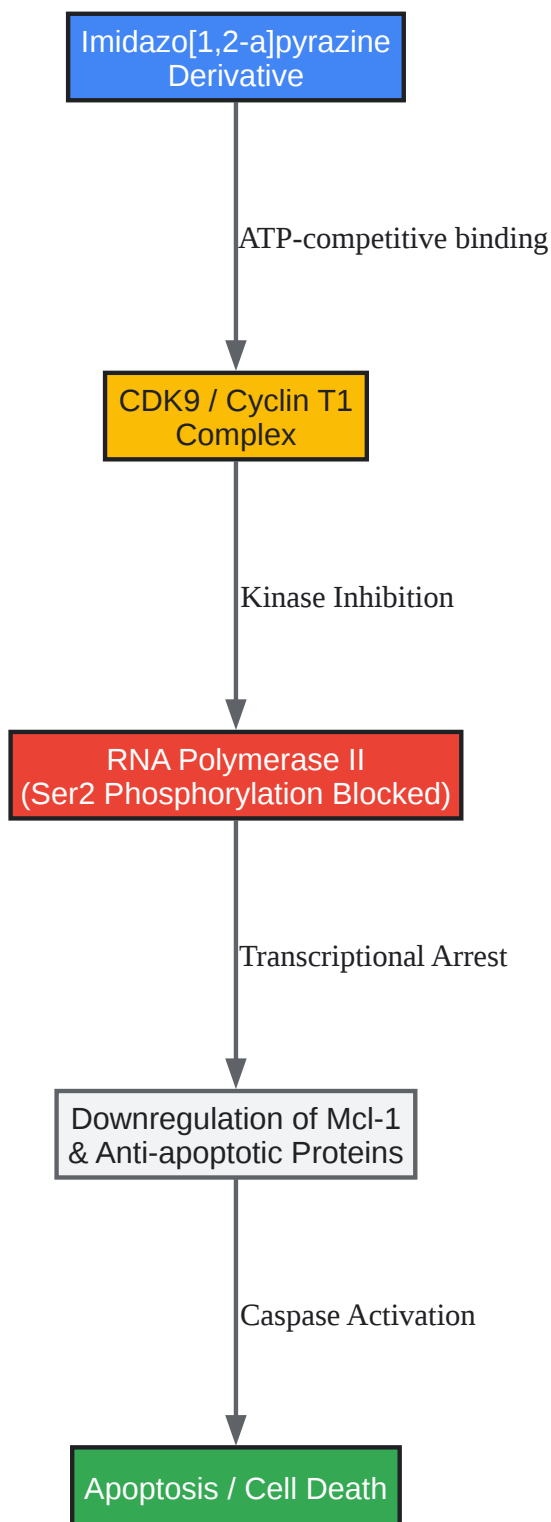 Imidazo[1,2-a]pyrazine
Derivative
ATP-competitive binding
CDK9 / Cyclin T1
Complex
Kinase Inhibition
RNA Polymerase II
(Ser2 Phosphorylation Blocked)
Transcriptional Arrest
Downregulation of Mcl-1
& Anti-apoptotic Proteins
Caspase Activation
Apoptosis / Cell Death